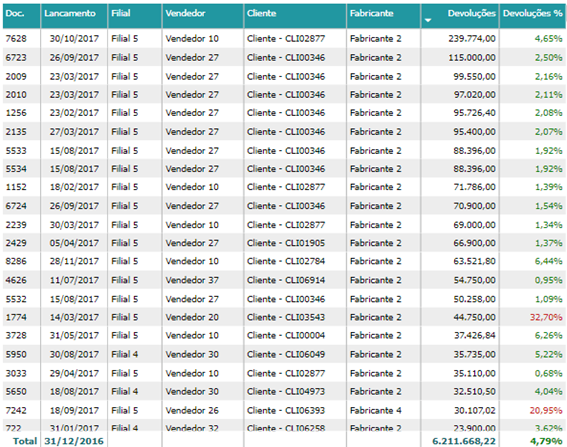 Doc. Lancamento Filial Vendedor Cliente Fabricante Devoluções Devoluções %
7628 30/10/2017 Filial 5 Vendedor 10 Cliente - CLI02877 Fabricante 2 239.774,00 4,65%
6723 26/09/2017 Filial 5 Vendedor 27 Cliente - CLI00346 Fabricante 2 115.000,00 2,50%
2009 23/03/2017 Filial 5 Vendedor 27 Cliente - CLI00346 Fabricante 2 99.550,00 2,16%
2010 23/03/2017 Filial 5 Vendedor 27 Cliente - CLI00346 Fabricante 2 97.020,00 2,11%
1256 23/02/2017 Filial 5 Vendedor 27 Cliente - CLI00346 Fabricante 2 95.726,40 2,08%
2135 27/03/2017 Filial 5 Vendedor 27 Cliente - CLI00346 Fabricante 2 95.400,00 2,07%
5533 15/08/2017 Filial 5 Vendedor 27 Cliente - CLI00346 Fabricante 2 88.396,00 1,92%
5534 15/08/2017 Filial 5 Vendedor 27 Cliente - CLI00346 Fabricante 2 88.396,00 1,92%
1152 18/02/2017 Filial 5 Vendedor 10 Cliente - CLI02877 Fabricante 2 71.786,00 1,39%
6724 26/09/2017 Filial 5 Vendedor 27 Cliente - CLI00346 Fabricante 2 70.900,00 1,54%
2239 30/03/2017 Filial 5 Vendedor 10 Cliente - CLI02877 Fabricante 2 69.000,00 1,34%
2429 05/04/2017 Filial 5 Vendedor 27 Cliente - CLI01905 Fabricante 2 66.900,00 1,37%
8286 28/11/2017 Filial 5 Vendedor 10 Cliente - CLI02784 Fabricante 2 63.521,80 6,44%
4626 11/07/2017 Filial 5 Vendedor 37 Cliente - CLI06914 Fabricante 2 54.750,00 0,95%
5532 15/08/2017 Filial 5 Vendedor 27 Cliente - CLI00346 Fabricante 2 50.258,00 1,09%
1774 14/03/2017 Filial 5 Vendedor 20 Cliente - CLI03543 Fabricante 2 44.750,00 32,70%
3728 31/05/2017 Filial 5 Vendedor 10 Cliente - CLI00004 Fabricante 2 37.426,84 6,26%
5950 30/08/2017 Filial 4 Vendedor 30 Cliente - CLI06049 Fabricante 2 35.735,00 5,22%
3033 29/04/2017 Filial 5 Vendedor 10 Cliente - CLI02877 Fabricante 2 35.110,00 0,68%
5650 18/08/2017 Filial 4 Vendedor 30 Cliente - CLI04973 Fabricante 2 32.510,50 4,04%
7242 18/09/2017 Filial 5 Vendedor 26 Cliente - CLI06393 Fabricante 4 30.107,02 20,95%
722 31/01/2017 Filial 4 Vendedor 32 Cliente - CLI06258 Fabricante 2 23.900,00 3,62%
Total 31/12/2016 6.211.668,22 4,79%